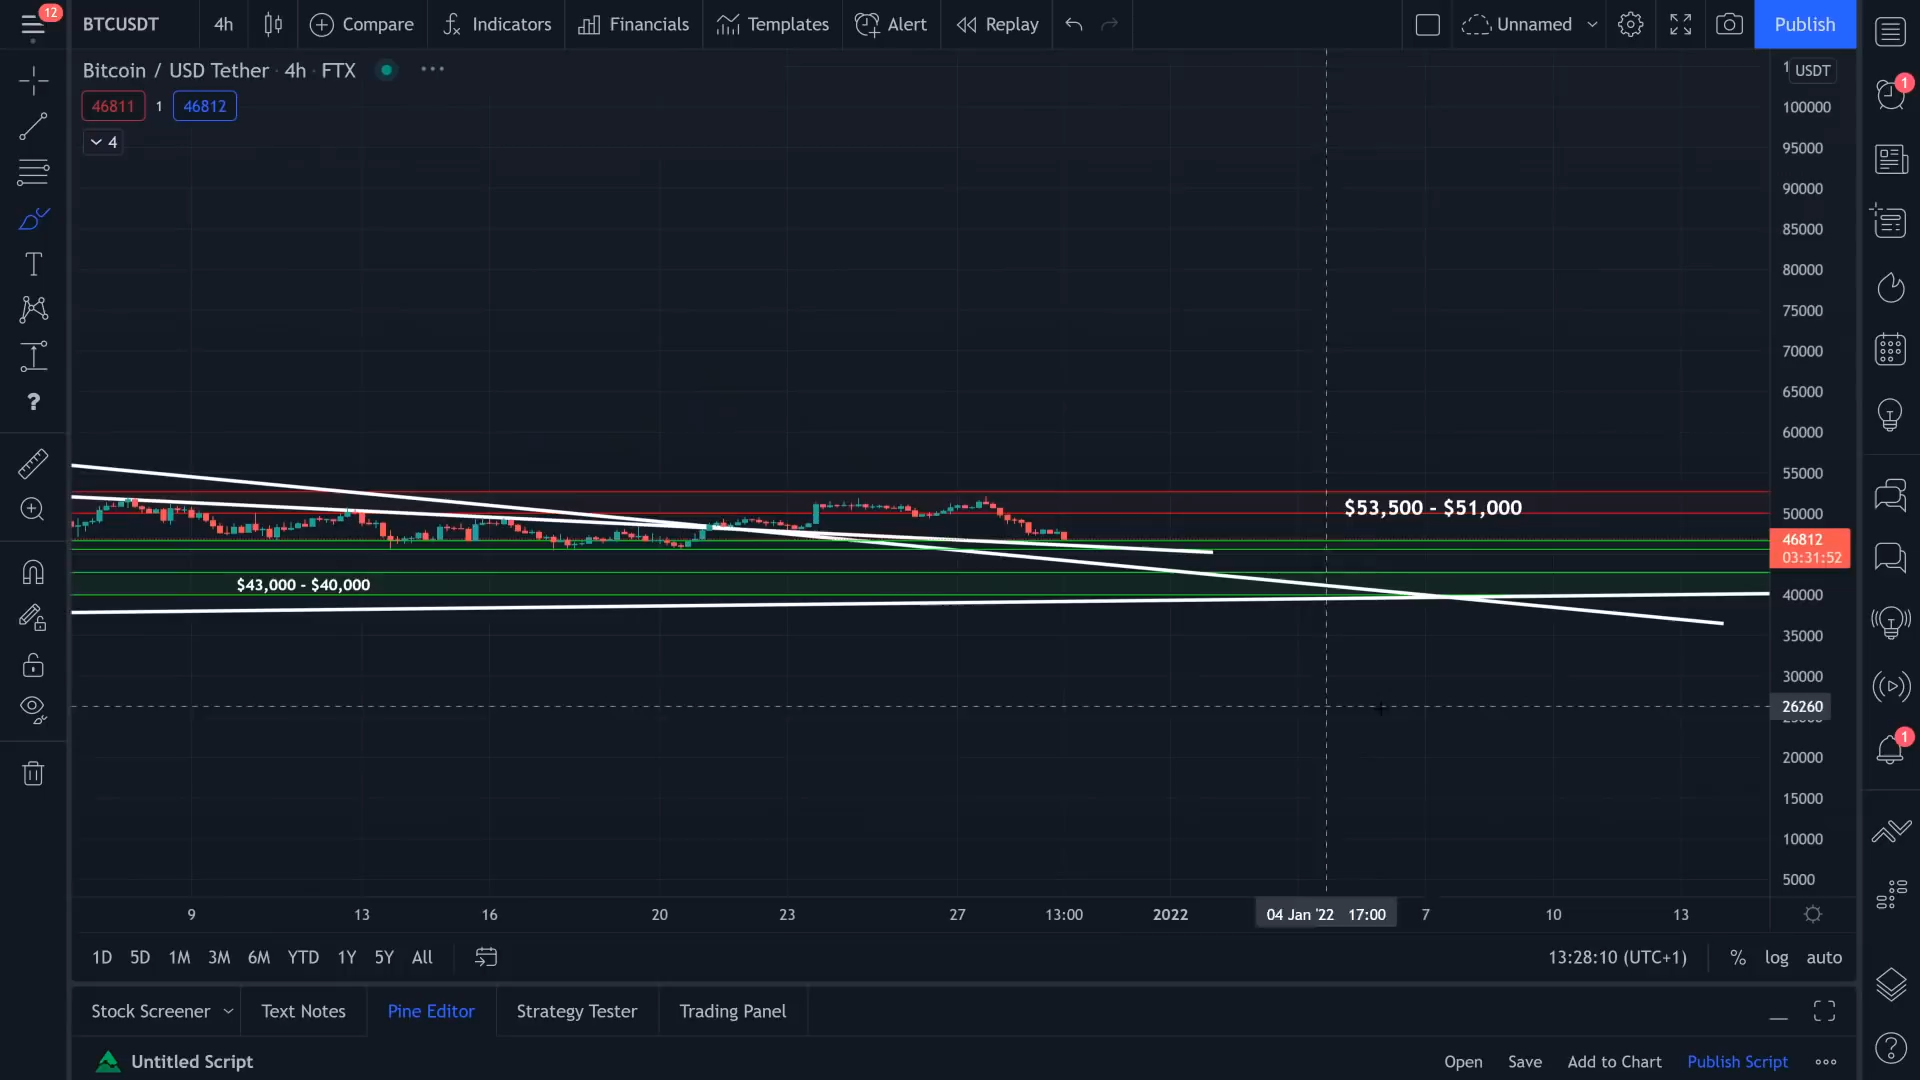 12
BTCUSDT 4h Compare Indicators Financials Templates Alert Replay Unnamed Publish
Bitcoin / USD Tether · 4h · FTX
USDT
46811 1 46812
4
1
100000
95000
90000
85000
80000
75000
70000
65000
60000
55000
50000
$53,500 - $51,000
46812
03:31:52
$43,000 - $40,000
40000
35000
30000
26260
20000
15000
10000
5000
1
9 13 16 20 23 27 13:00 2022 04 Jan '22 17:00 7 10 13
1D 5D 1M 3M 6M YTD 1Y 5Y All 13:28:10 (UTC+1) % log auto
Stock Screener Text Notes Pine Editor Strategy Tester Trading Panel
Untitled Script Open Save Add to Chart Publish Script